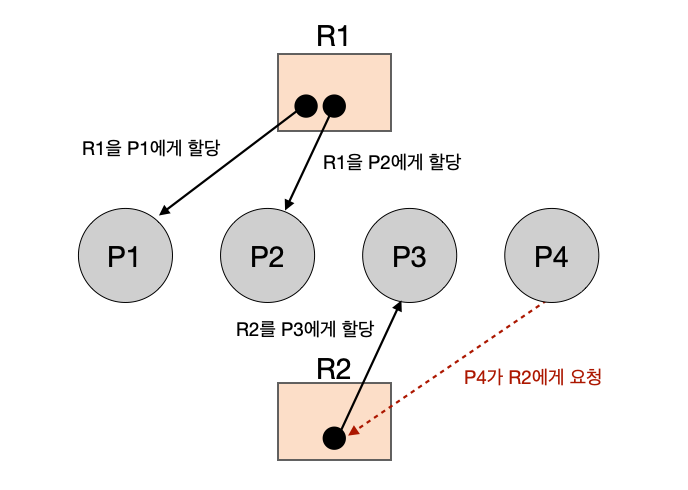 R1
R1을 P1에게 할당
R1을 P2에게 할당
P1
P2
P3
P4
R2를 P3에게 할당
R2
P4가 R2에게 요청